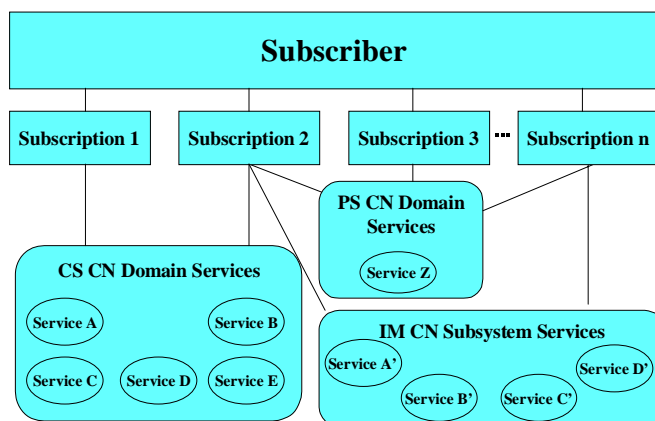 Subscriber
Subscription 1
Subscription 2
Subscription 3
...
Subscription n
PS CN Domain
Services
Service Z
CS CN Domain Services
Service A
Service B
Service C
Service D
Service E
IM CN Subsystem Services
Service A’
Service B’
Service C’
Service D’